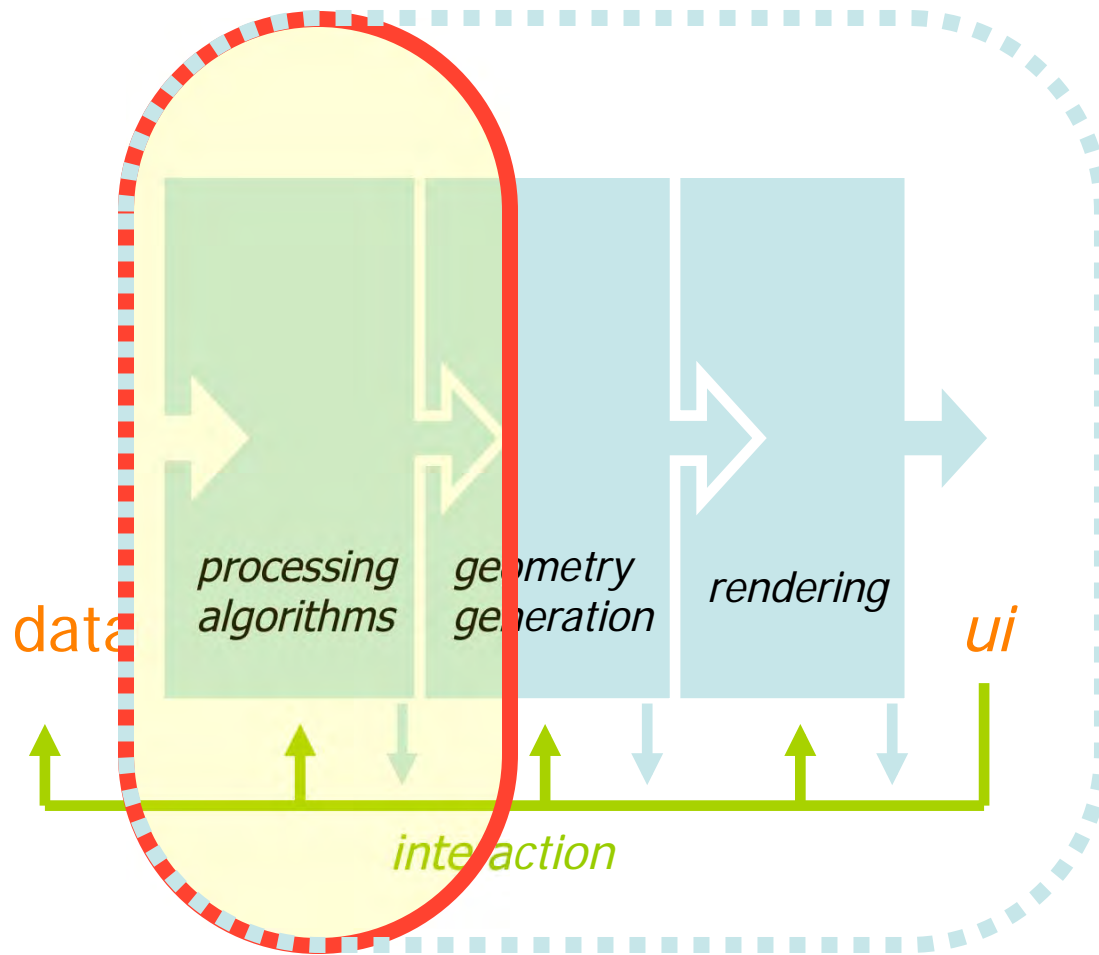 processing
algorithms
geometry
generation
rendering
data
ui
interaction